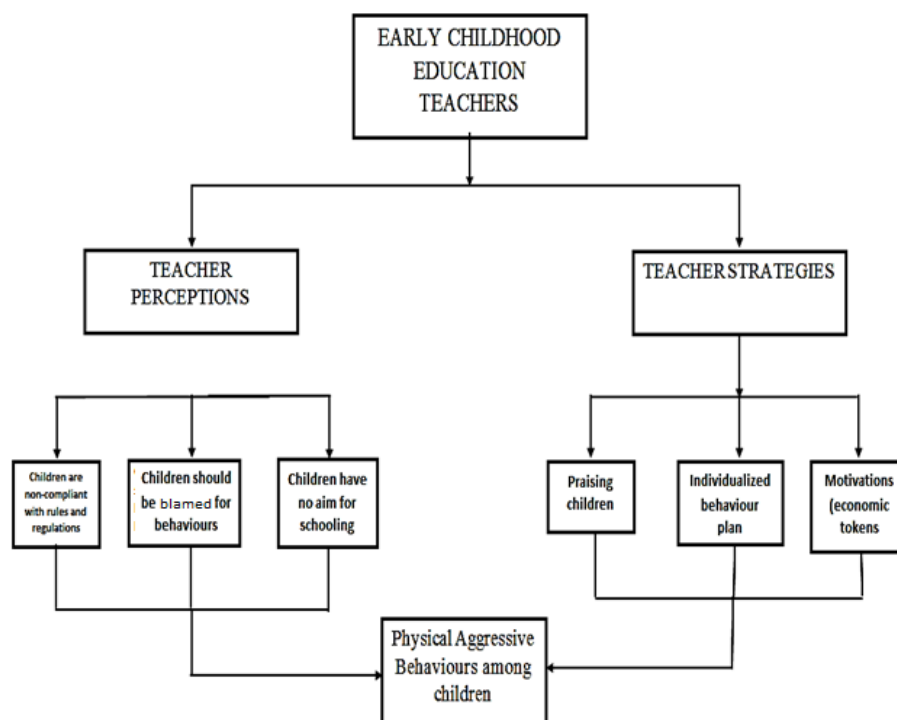 EARLY CHILDHOOD
EDUCATION
TEACHERS
TEACHER
PERCEPTIONS
TEACHER STRATEGIES
Children are
non-compliant
with rules and
regulations
Children should
be blamed for
behaviours
Children have
no aim for
schooling
Praising
children
Individualized
behaviour
plan
Motivations
(economic
tokens
Physical Aggressive
Behaviours among
children